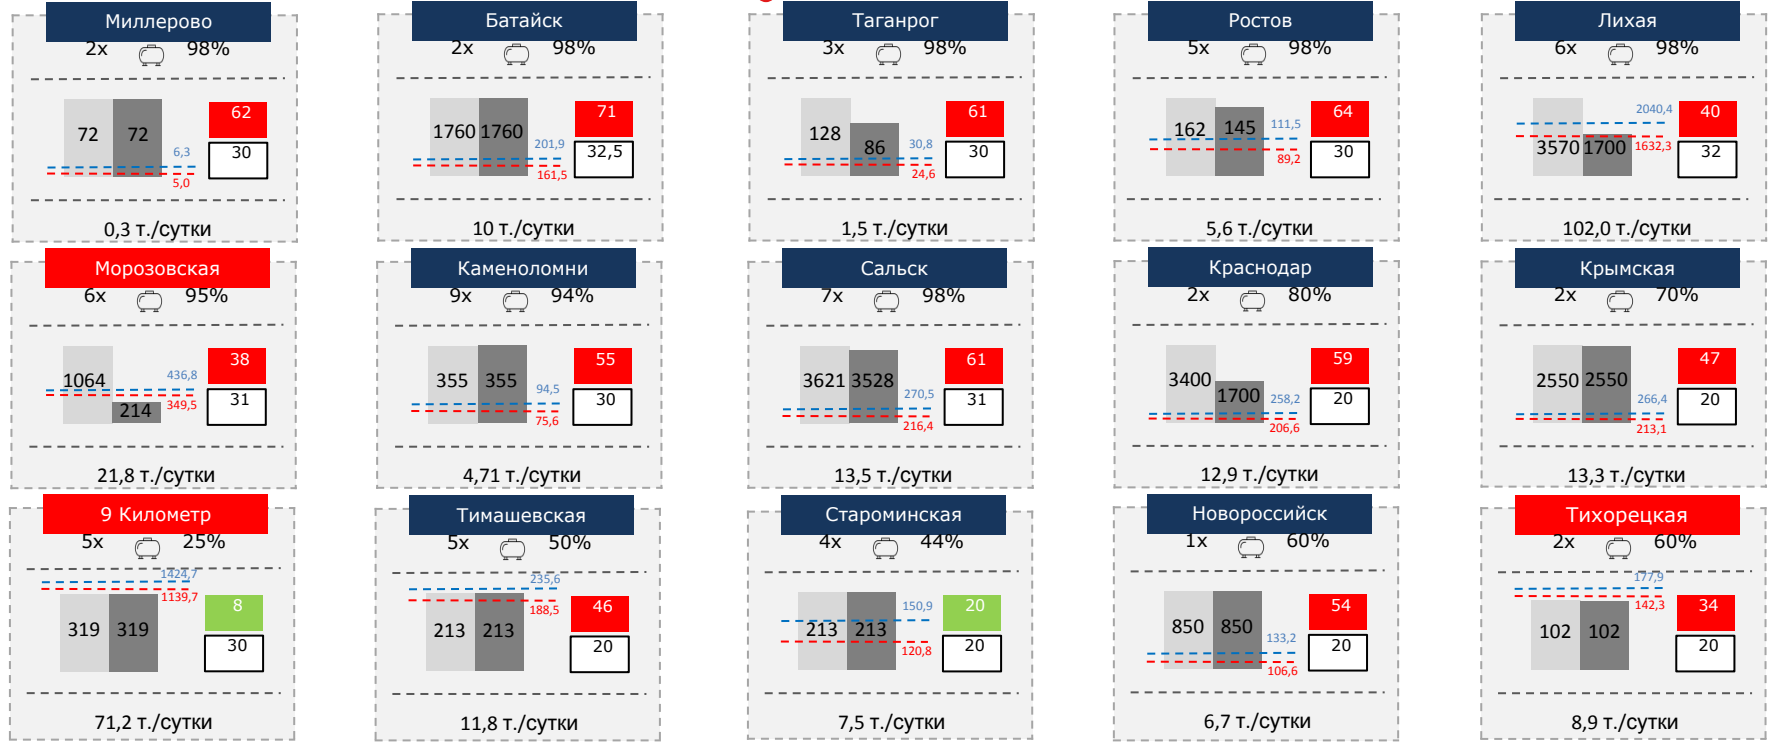 Миллерово
2x 98%
62
72 72
6,3
30
5,0
0,3 т./сутки
Батайск
2x 98%
71
1760 1760
201,9
32,5
161,5
10 т./сутки
Таганрог
3x 98%
61
128 86
30,8
30
24,6
1,5 т./сутки
Ростов
5x 98%
64
162 145
111,5
30
89,2
5,6 т./сутки
Лихая
6x 98%
2040,4
40
3570 1700
1632,3
32
102,0 т./сутки
Морозовская
6x 95%
38
1064
436,8
214
349,5
31
21,8 т./сутки
Каменоломни
9x 94%
55
355 355
94,5
30
75,6
4,71 т./сутки
Сальск
7x 98%
61
3621 3528
270,5
31
216,4
13,5 т./сутки
Краснодар
2x 80%
59
3400
1700
258,2
20
206,6
12,9 т./сутки
Крымская
2x 70%
47
2550 2550
266,4
20
213,1
13,3 т./сутки
9 Километр
5x 25%
1424,7
1139,7
8
319 319
30
71,2 т./сутки
Тимашевская
5x 50%
235,6
188,5
46
213 213
20
11,8 т./сутки
Староминская
4x 44%
150,9
20
213 213
120,8
20
7,5 т./сутки
Новороссийск
1x 60%
54
850 850
133,2
20
106,6
6,7 т./сутки
Тихорецкая
2x 60%
177,9
142,3
34
102 102
20
8,9 т./сутки